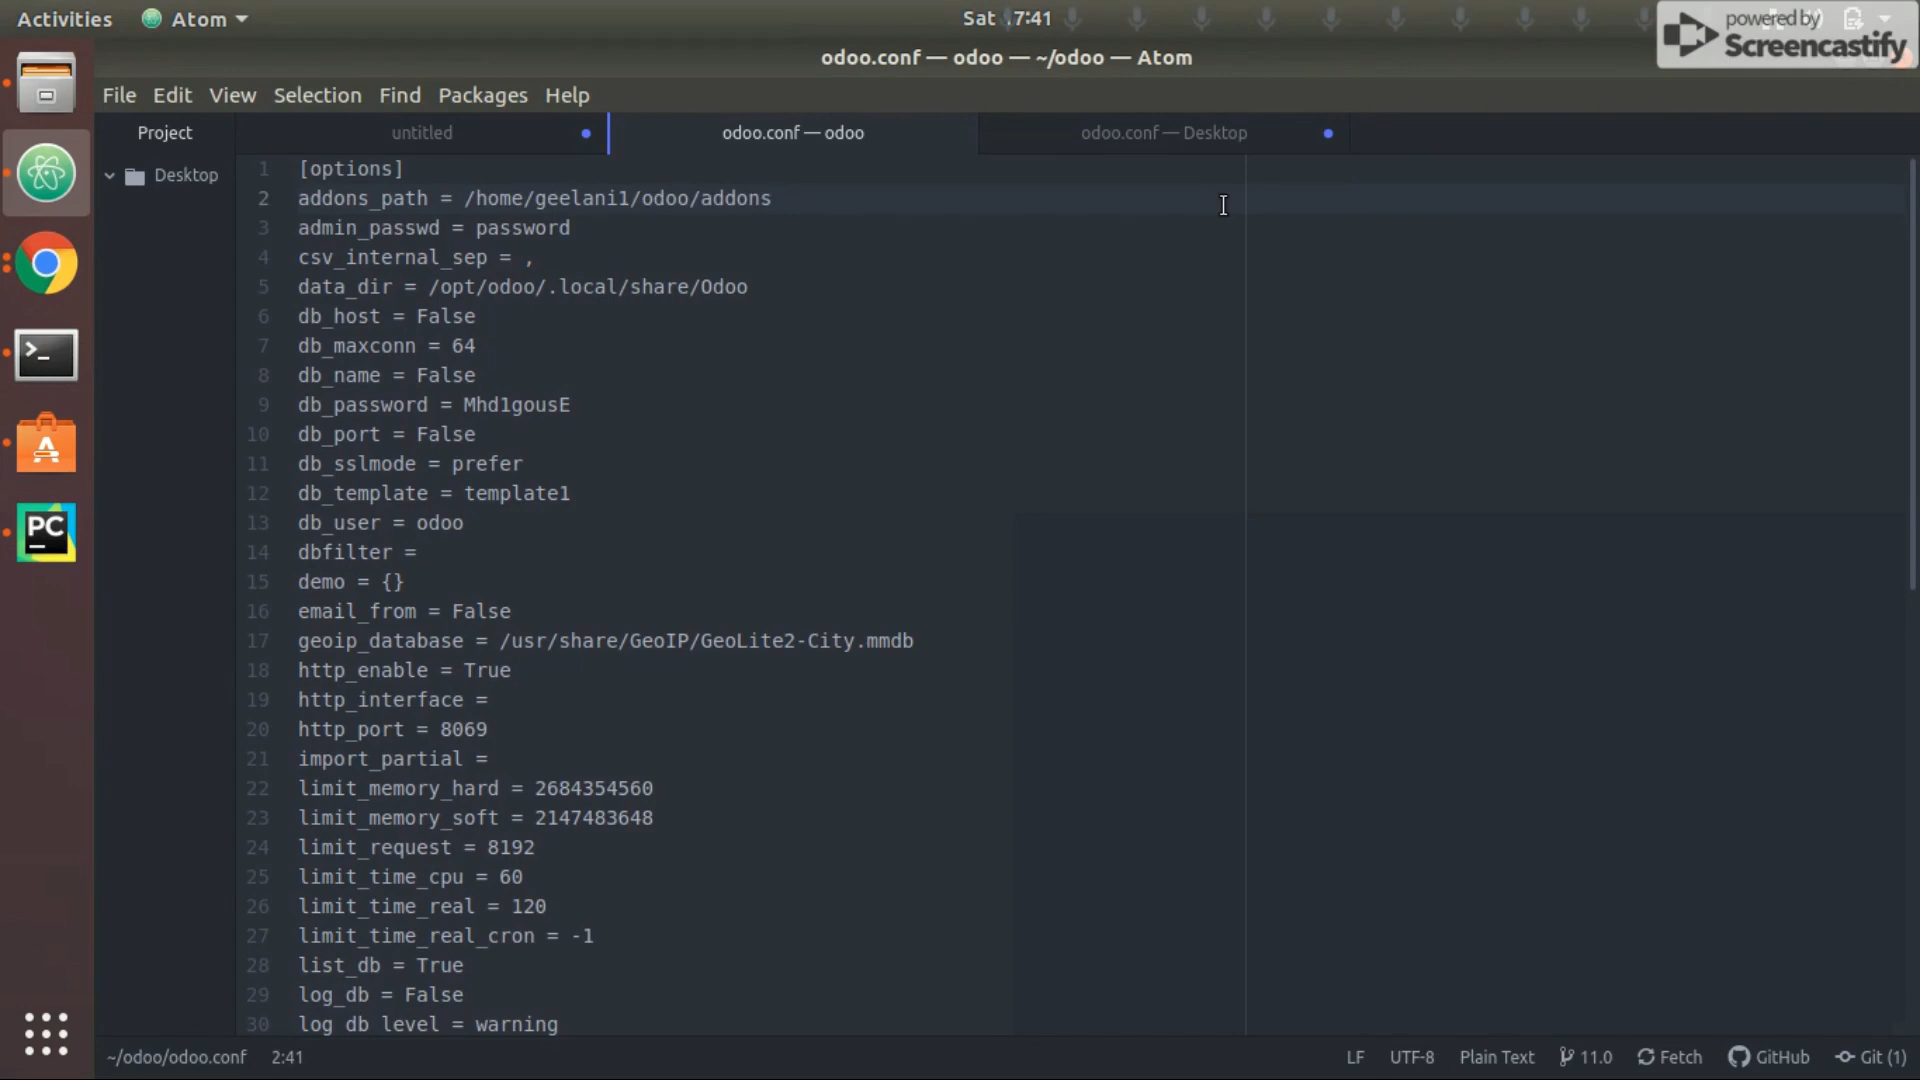 Activities
Atom
Sat 17:41
powered by
Screencastify
odoo.conf — odoo — ~/odoo — Atom
File Edit View Selection Find Packages Help
Project
untitled
odoo.conf — odoo
odoo.conf — Desktop
Desktop
1 [options]
2 addons_path = /home/geelani1/odoo/addons
3 admin_passwd = password
4 csv_internal_sep = ,
5 data_dir = /opt/odoo/.local/share/Odoo
6 db_host = False
7 db_maxconn = 64
8 db_name = False
9 db_password = Mhd1gousE
10 db_port = False
11 db_sslmode = prefer
12 db_template = template1
13 db_user = odoo
14 dbfilter =
15 demo = {}
16 email_from = False
17 geoip_database = /usr/share/GeoIP/GeoLite2-City.mmdb
18 http_enable = True
19 http_interface =
20 http_port = 8069
21 import_partial =
22 limit_memory_hard = 2684354560
23 limit_memory_soft = 2147483648
24 limit_request = 8192
25 limit_time_cpu = 60
26 limit_time_real = 120
27 limit_time_real_cron = -1
28 list_db = True
29 log_db = False
30 log_db_level = warning
PC
~/odoo/odoo.conf 2:41 LF UTF-8 Plain Text 11.0 Fetch GitHub Git (1)